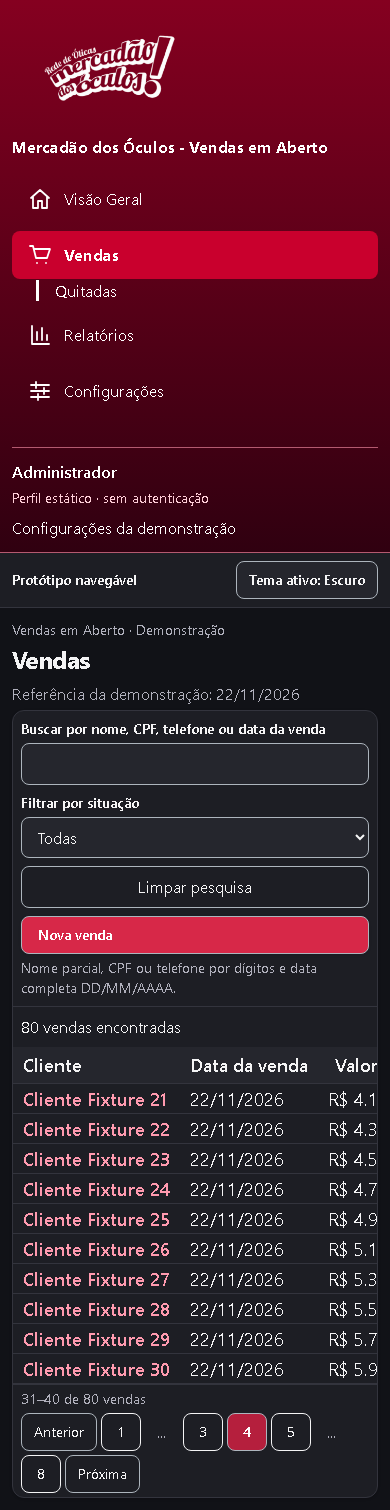 Rede de Óticas
mercadão
dos óculos!
Mercadão dos Óculos - Vendas em Aberto
Visão Geral
Vendas
Quitadas
Relatórios
Configurações
Administrador
Perfil estático · sem autenticação
Configurações da demonstração
Protótipo navegável
Tema ativo: Escuro
Vendas em Aberto · Demonstração
Vendas
Referência da demonstração: 22/11/2026
Buscar por nome, CPF, telefone ou data da venda
Filtrar por situação
Todas
Limpar pesquisa
Nova venda
Nome parcial, CPF ou telefone por dígitos e data
completa DD/MM/AAAA.
80 vendas encontradas
Cliente Data da venda Valor
Cliente Fixture 21 22/11/2026 R$ 4.1
Cliente Fixture 22 22/11/2026 R$ 4.3
Cliente Fixture 23 22/11/2026 R$ 4.5
Cliente Fixture 24 22/11/2026 R$ 4.7
Cliente Fixture 25 22/11/2026 R$ 4.9
Cliente Fixture 26 22/11/2026 R$ 5.1
Cliente Fixture 27 22/11/2026 R$ 5.3
Cliente Fixture 28 22/11/2026 R$ 5.5
Cliente Fixture 29 22/11/2026 R$ 5.7
Cliente Fixture 30 22/11/2026 R$ 5.9
31–40 de 80 vendas
Anterior 1 ... 3 4 5 ...
8 Próxima